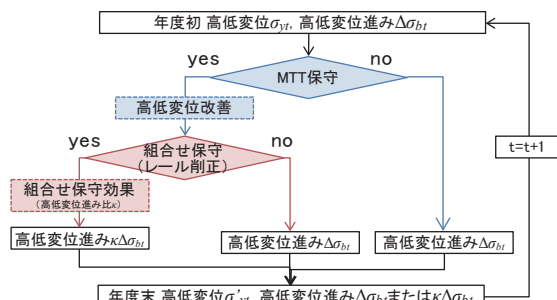 年度初 高低変位σyt, 高低変位進みΔσbt
yes
no
MTT保守
高低変位改善
yes
no
組合せ保守
(レール削正)
t=t+1
組合せ保守効果
(高低変位進み比κ)
高低変位進みκΔσbt
高低変位進みΔσbt
高低変位進みΔσbt
年度末 高低変位σ'yt, 高低変位進みΔσbtまたはκΔσbt